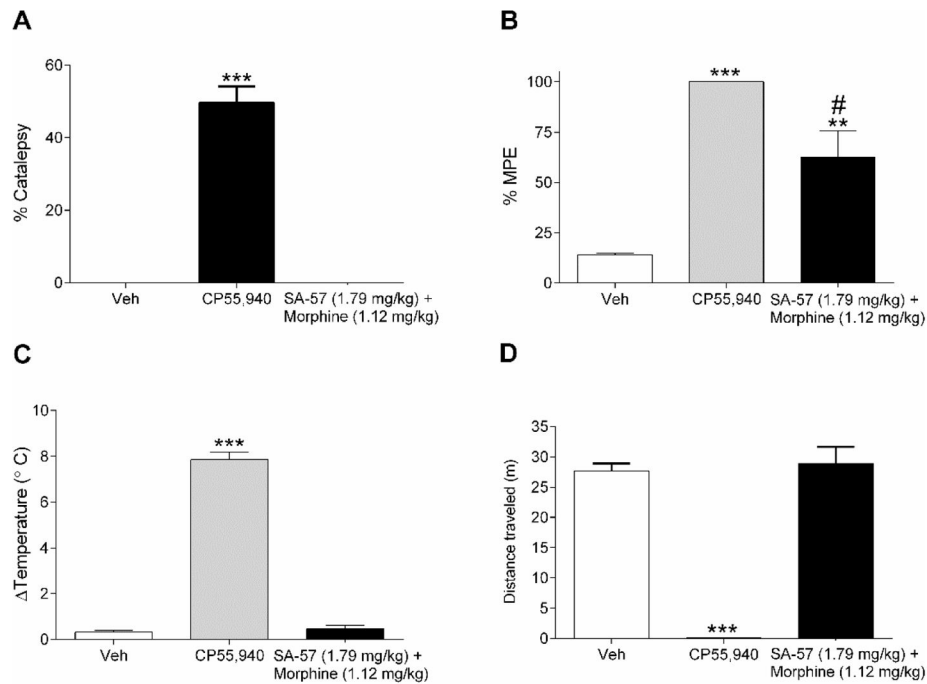 A
% Catalepsy
60
40
20
0
***
Veh
CP55,940
SA-57 (1.79 mg/kg) +
Morphine (1.12 mg/kg)
B
% MPE
100
75
50
25
0
***
#
**
Veh
CP55,940
SA-57 (1.79 mg/kg) +
Morphine (1.12 mg/kg)
C
ΔTemperature (° C)
10
8
6
4
2
0
***
Veh
CP55,940
SA-57 (1.79 mg/kg) +
Morphine (1.12 mg/kg)
D
Distance traveled (m)
35
30
25
20
15
10
5
0
***
Veh
CP55,940
SA-57 (1.79 mg/kg) +
Morphine (1.12 mg/kg)